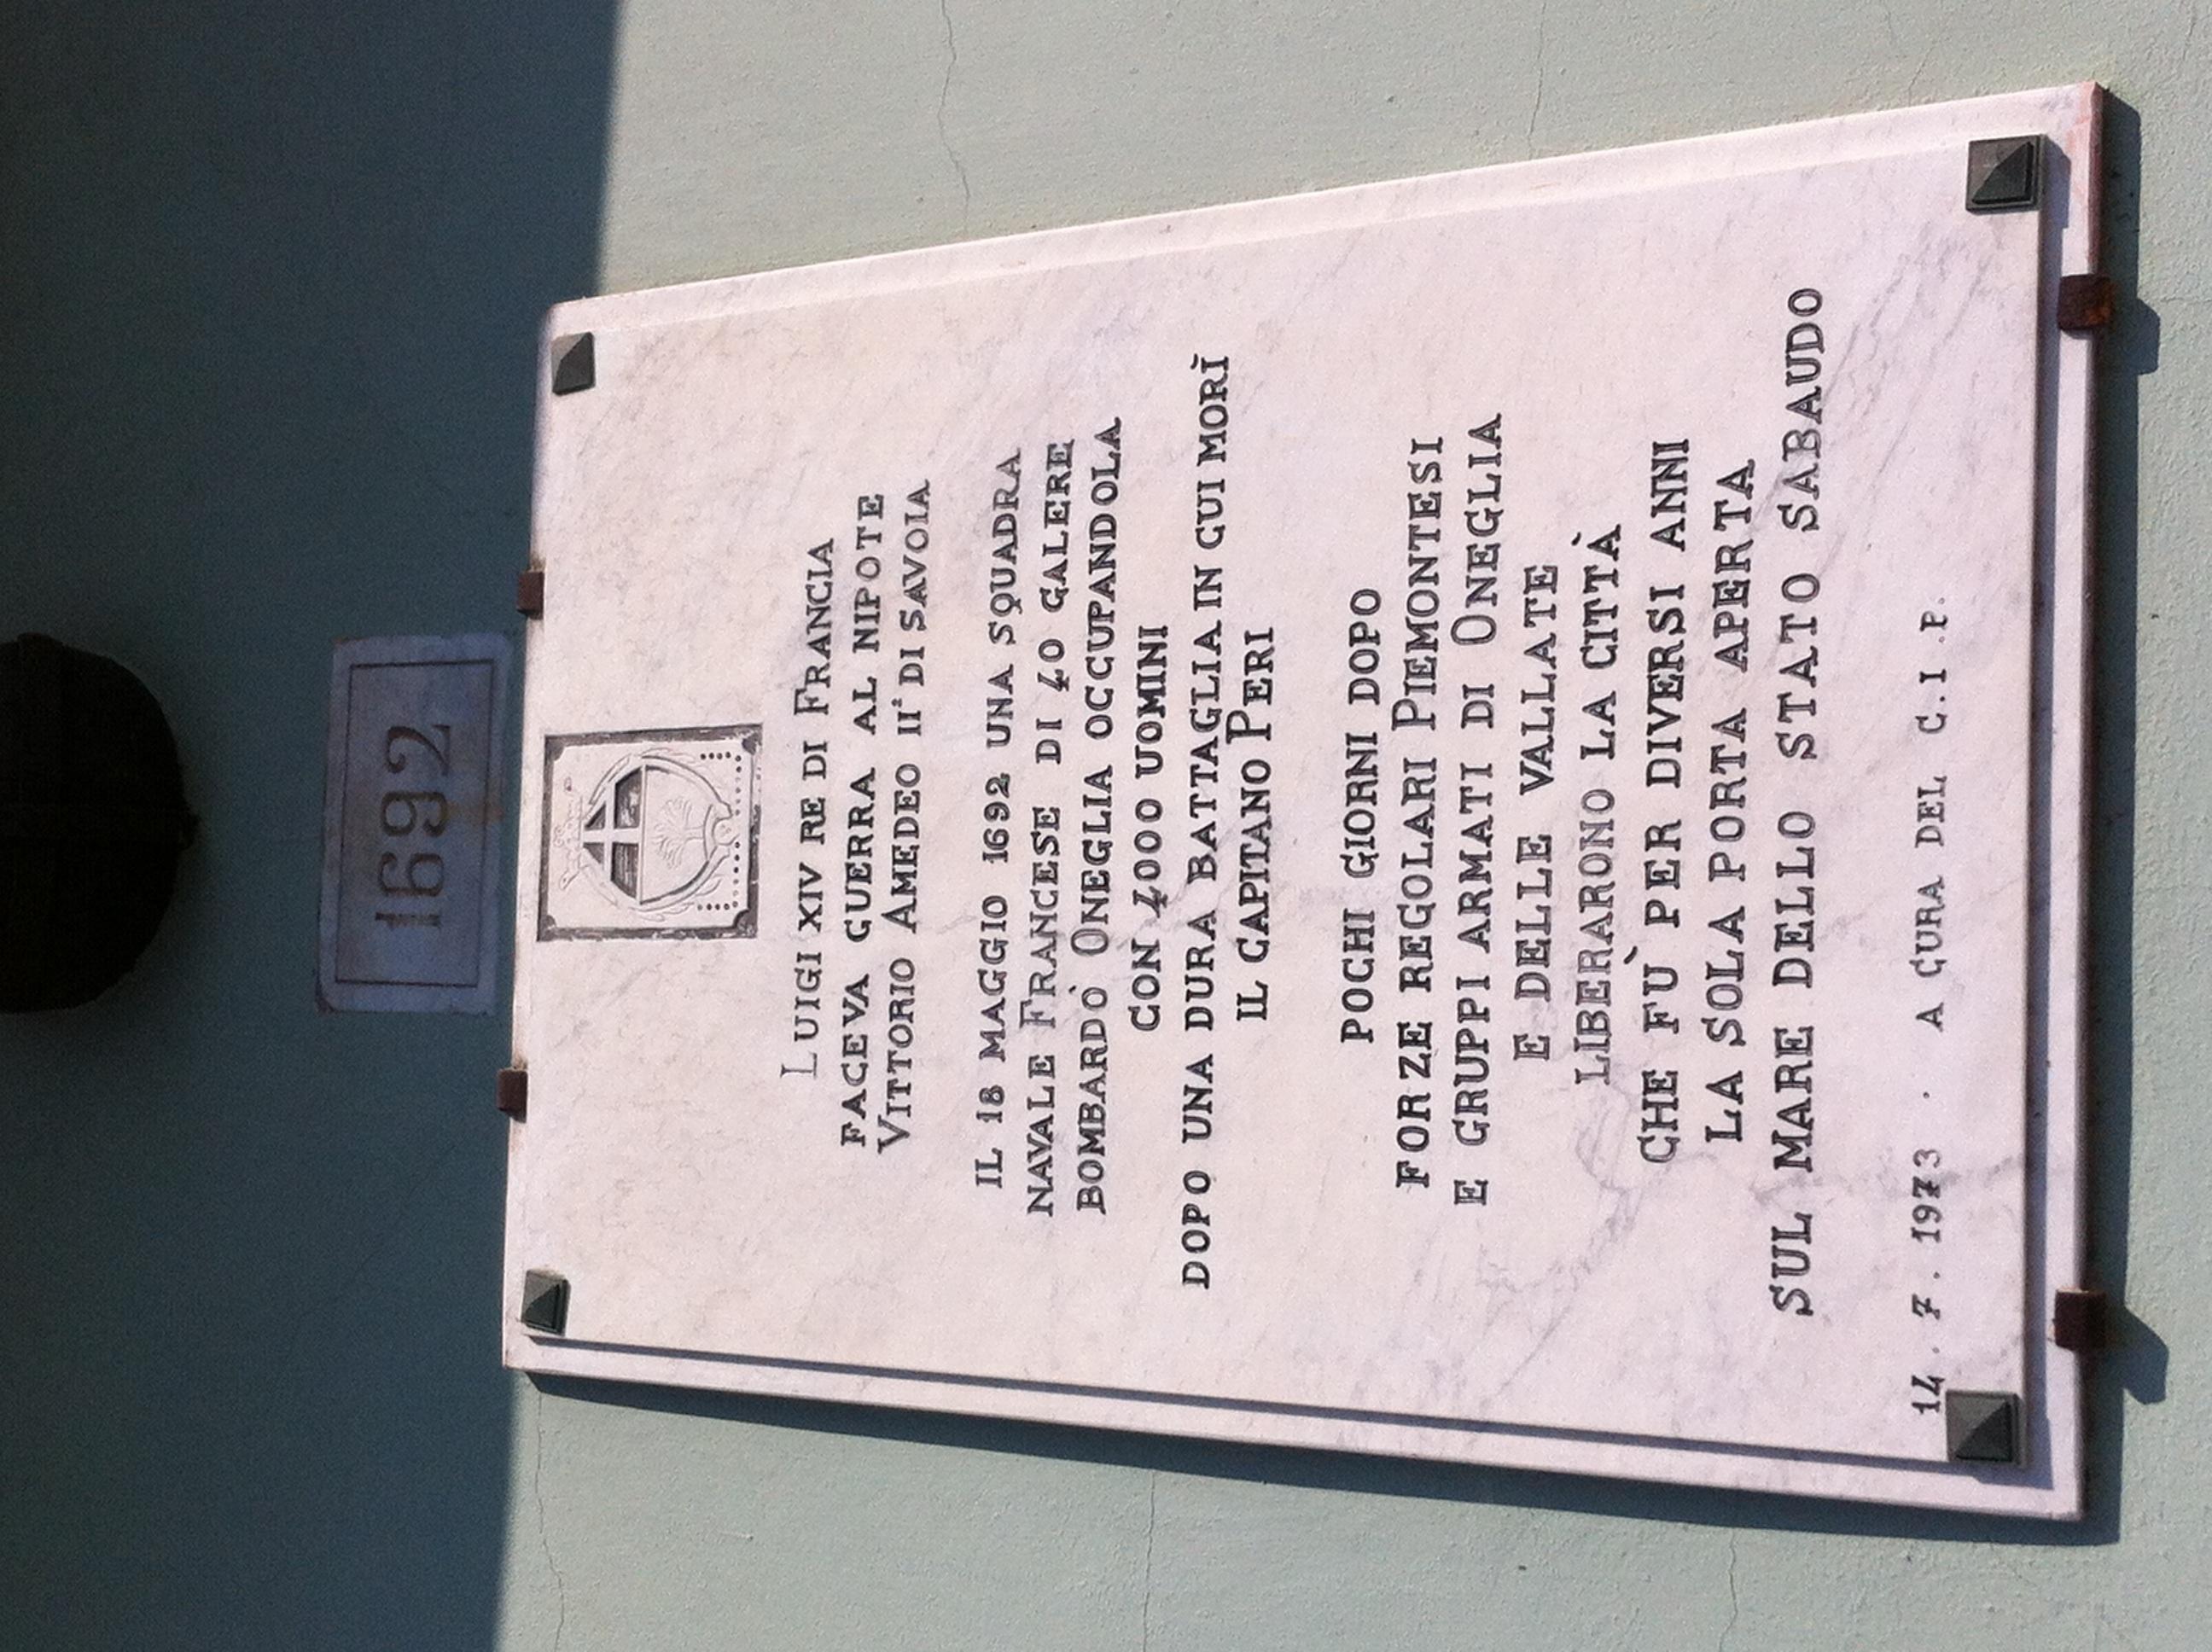 1692
LUIGI XIV RE DI FRANCIA
FACEVA GUERRA AL NIPOTE
VITTORIO AMEDEO II° DI SAVOIA
IL 18 MAGGIO 1692 UNA SQUADRA
NAVALE FRANCESE DI 40 GALERE
BOMBARDÒ ONEGLIA OCCUPANDOLA
CON 4000 UOMINI
DOPO UNA DURA BATTAGLIA IN CUI MORÌ
IL CAPITANO PERI
POCHI GIORNI DOPO
FORZE REGOLARI PIEMONTESI
E GRUPPI ARMATI DI ONEGLIA
E DELLE VALLATE
LIBERARONO LA CITTÀ
CHE FÙ PER DIVERSI ANNI
LA SOLA PORTA APERTA
SUL MARE DELLO STATO SABAUDO
14.7.1973. A CURA DEL C.I.P.